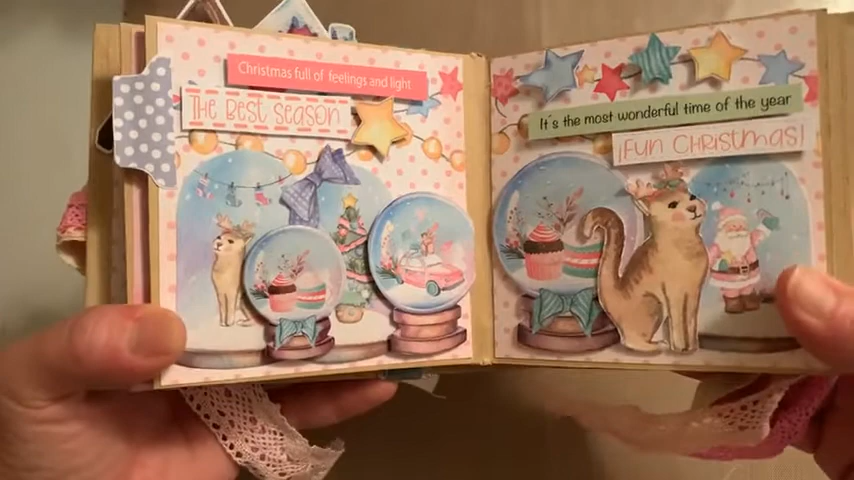 Christmas full of feelings and light
THE BEST SEASON
It's the most wonderful time of the year
¡FUN CHRISTMAS!